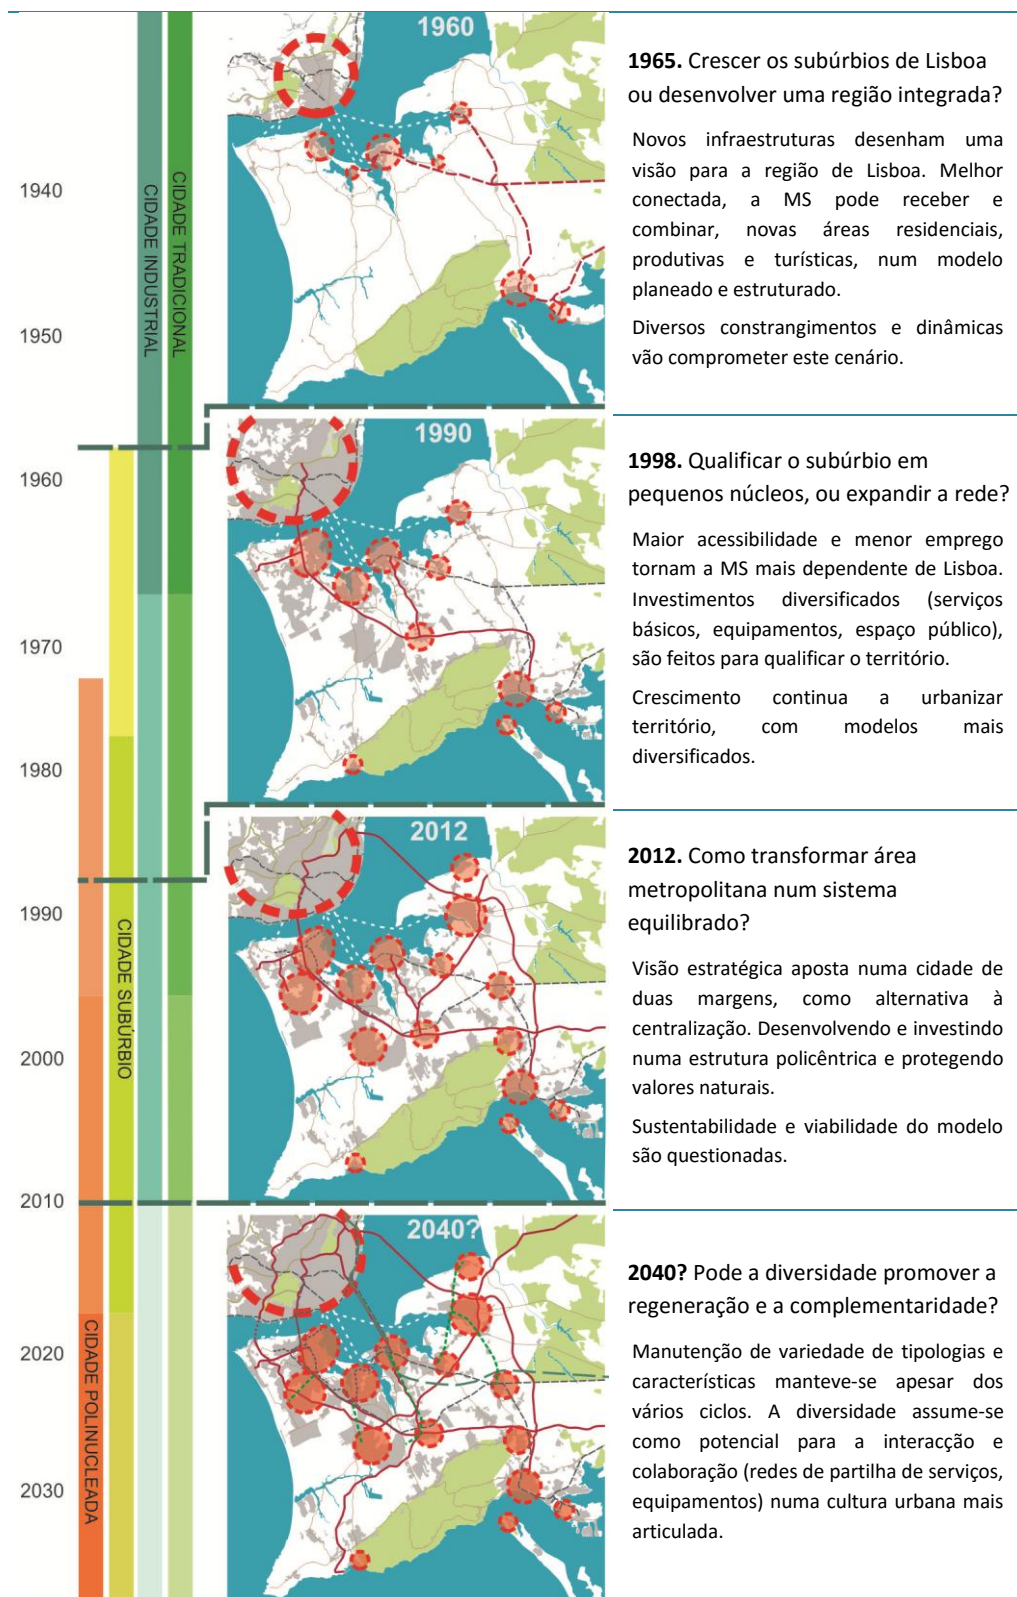 1940
1950
1960
1970
1980
1990
2000
2010
2020
2030
CIDADE INDUSTRIAL
CIDADE TRADICIONAL
CIDADE SUBÚRBIO
CIDADE POLINUCLEADA
1960
1965. Crescer os subúrbios de Lisboa
ou desenvolver uma região integrada?
Novos infraestruturas desenham uma
visão para a região de Lisboa. Melhor
conectada, a MS pode receber e
combinar, novas áreas residenciais,
produtivas e turísticas, num modelo
planeado e estruturado.
Diversos constrangimentos e dinâmicas
vão comprometer este cenário.
1990
1998. Qualificar o subúrbio em
pequenos núcleos, ou expandir a rede?
Maior acessibilidade e menor emprego
tornam a MS mais dependente de Lisboa.
Investimentos diversificados (serviços
básicos, equipamentos, espaço público),
são feitos para qualificar o território.
Crescimento continua a urbanizar
território, com modelos mais
diversificados.
2012
2012. Como transformar área
metropolitana num sistema
equilibrado?
Visão estratégica aposta numa cidade de
duas margens, como alternativa à
centralização. Desenvolvendo e investindo
numa estrutura policêntrica e protegendo
valores naturais.
Sustentabilidade e viabilidade do modelo
são questionadas.
2040?
2040? Pode a diversidade promover a
regeneração e a complementaridade?
Manutenção de variedade de tipologias e
características manteve-se apesar dos
vários ciclos. A diversidade assume-se
como potencial para a interacção e
colaboração (redes de partilha de serviços,
equipamentos) numa cultura urbana mais
articulada.